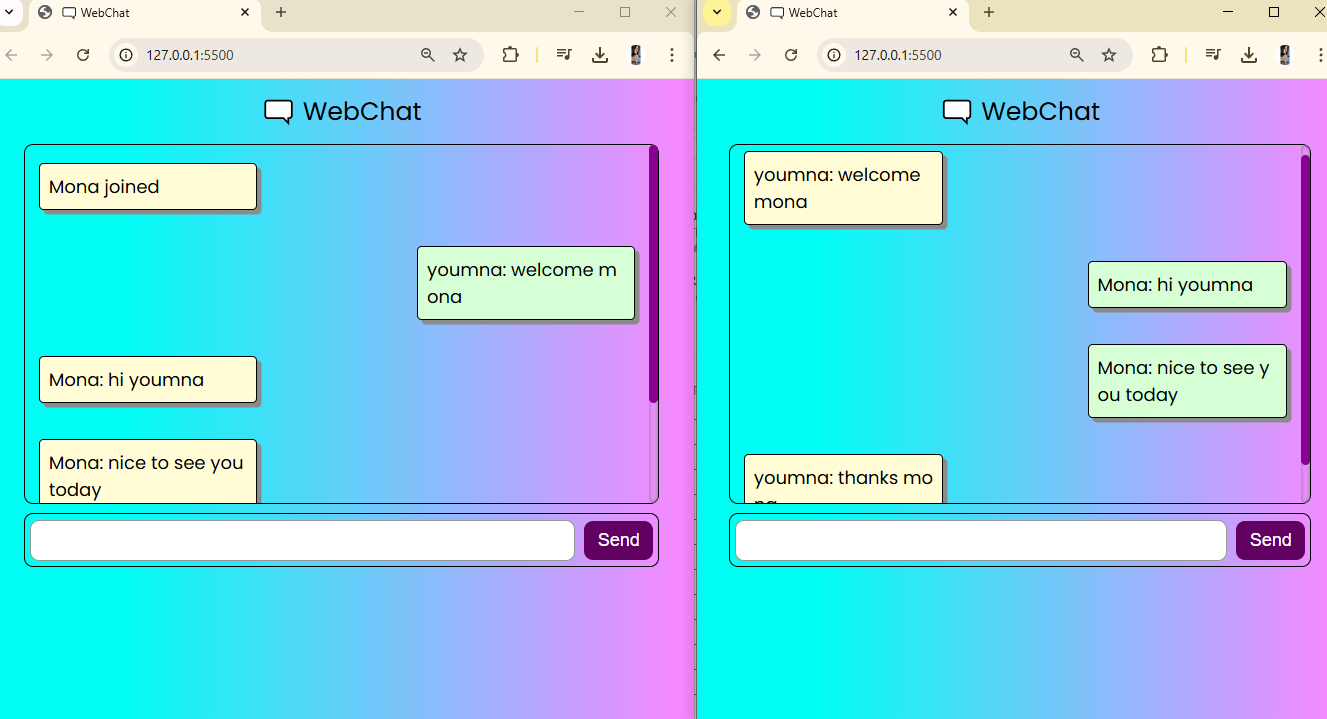 WebChat
127.0.0.1:5500
WebChat
Mona joined
youmna: welcome m
ona
Mona: hi youmna
Mona: nice to see you
today
Send
WebChat
127.0.0.1:5500
WebChat
youmna: welcome
mona
Mona: hi youmna
Mona: nice to see y
ou today
youmna: thanks mo
na
Send